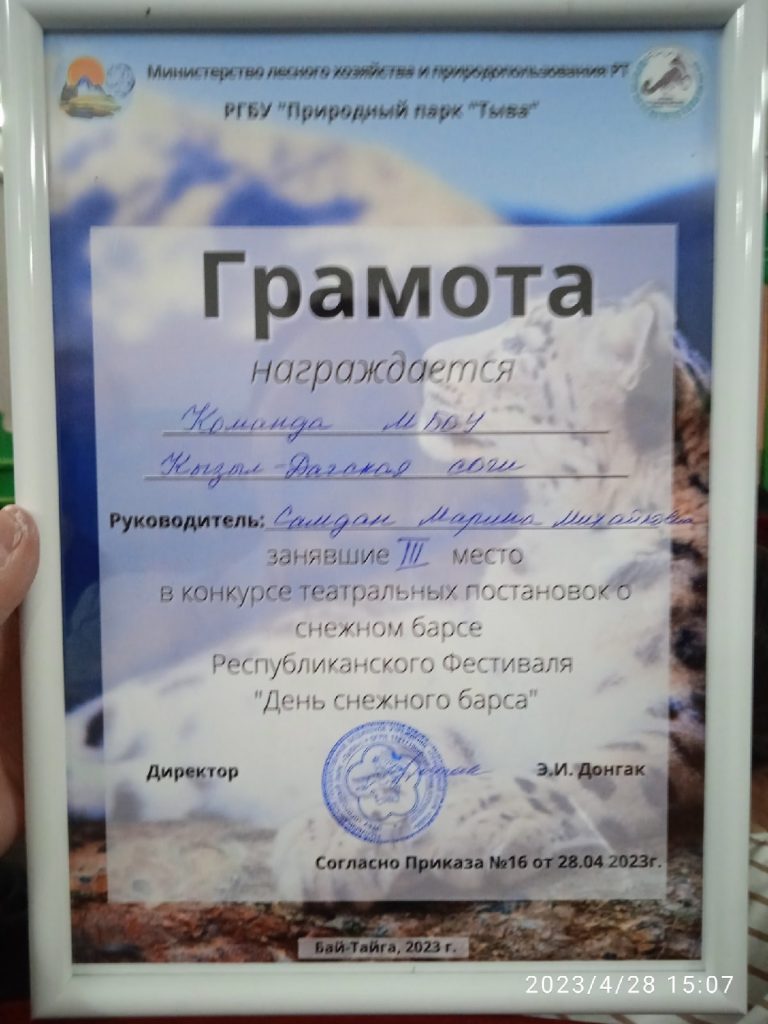 Министерство лесного хозяйства и природопользования РТ
РГБУ "Природный парк "Тыва"
Грамота
награждается
Команда МБОУ
Кызыл-Дагская СОШ
Руководитель: Самдан Марина Михайловна
занявшие III место
в конкурсе театральных постановок о
снежном барсе
Республиканского Фестиваля
"День снежного барса"
Директор Э.И. Донгак
Согласно Приказа №16 от 28.04 2023г.
Бай-Тайга, 2023 г.
2023/4/28 15:07